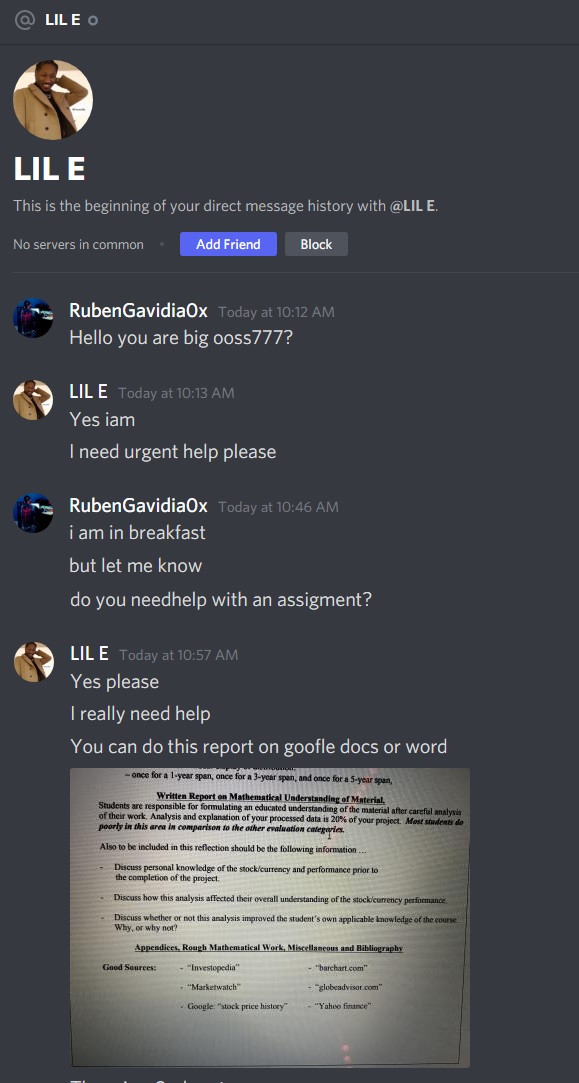 @ LIL E
LIL E
This is the beginning of your direct message history with @LIL E.
No servers in common • Add Friend Block
RubenGavidia0x Today at 10:12 AM
Hello you are big ooss777?
LIL E Today at 10:13 AM
Yes iam
I need urgent help please
RubenGavidia0x Today at 10:46 AM
i am in breakfast
but let me know
do you needhelp with an assigment?
LIL E Today at 10:57 AM
Yes please
I really need help
You can do this report on goofle docs or word
– once for a 1-year span, once for a 3-year span, and once for a 5-year span,
Written Report on Mathematical Understanding of Material.
Students are responsible for formulating an educated understanding of the material after careful analysis
of their work. Analysis and explanation of your processed data is 20% of your project. Most students do
poorly in this area in comparison to the other evaluation categories.
Also to be included in this reflection should be the following information …
- Discuss personal knowledge of the stock/currency and performance prior to
the completion of the project.
- Discuss how this analysis affected their overall understanding of the stock/currency performance.
- Discuss whether or not this analysis improved the student's own applicable knowledge of the course.
Why, or why not?
Appendices, Rough Mathematical Work, Miscellaneous and Bibliography
Good Sources: - "Investopedia" - "barchart.com"
- "Marketwatch" - "globeadvisor.com"
- Google: "stock price history" - "Yahoo finance"